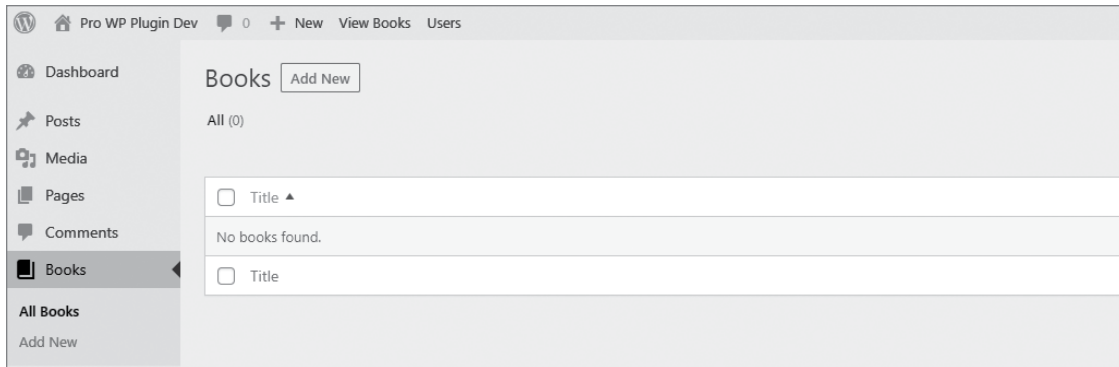 Pro WP Plugin Dev 0 New View Books Users
Dashboard
Posts
Media
Pages
Comments
Books
All Books
Add New
Books Add New
All (0)
Title
No books found.
Title